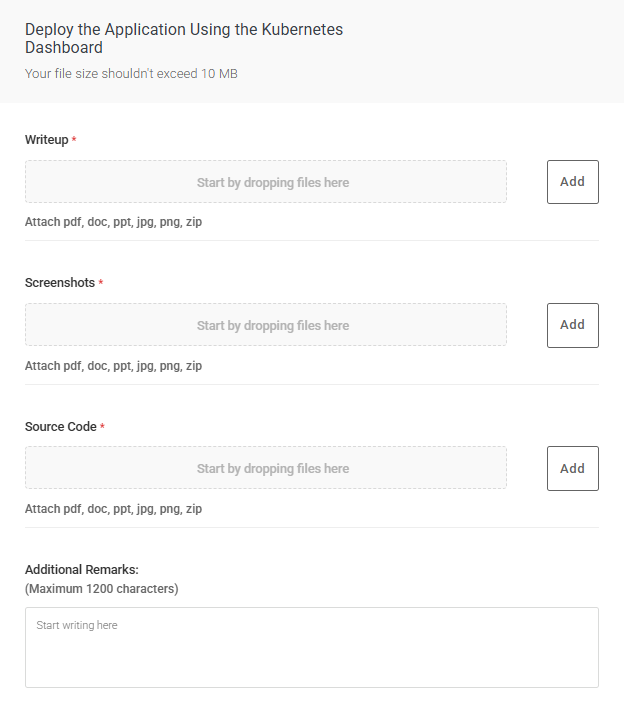 Deploy the Application Using the Kubernetes
Dashboard
Your file size shouldn't exceed 10 MB
Writeup *
Start by dropping files here
Add
Attach pdf, doc, ppt, jpg, png, zip
Screenshots *
Start by dropping files here
Add
Attach pdf, doc, ppt, jpg, png, zip
Source Code *
Start by dropping files here
Add
Attach pdf, doc, ppt, jpg, png, zip
Additional Remarks:
(Maximum 1200 characters)
Start writing here